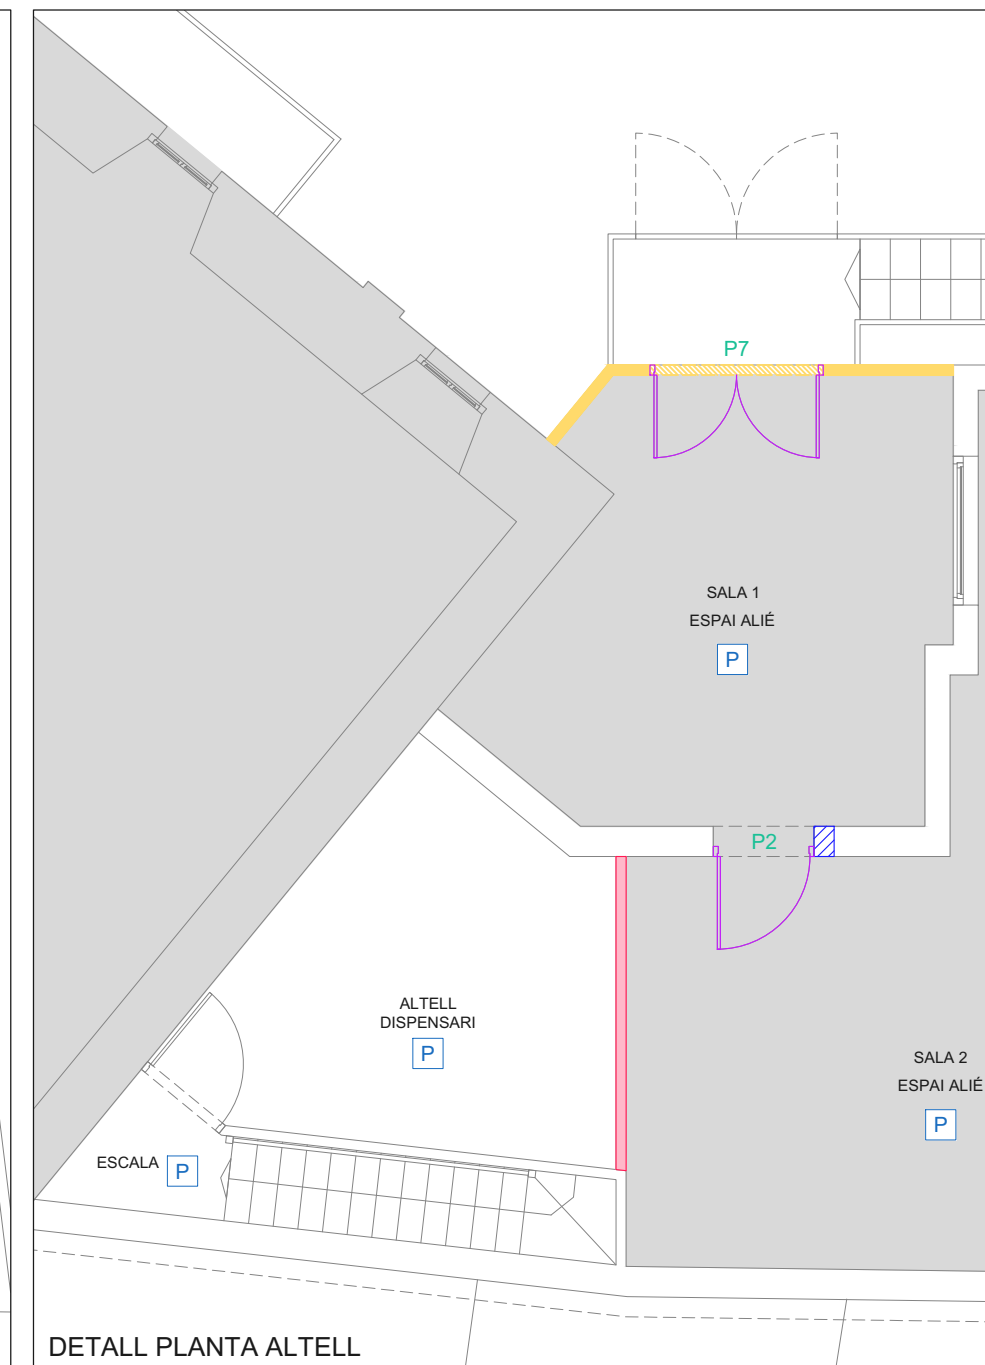 P7
SALA 1
ESPAI ALIÉ
P
P2
ALTELL
DISPENSARI
P
SALA 2
ESPAI ALIÉ
P
ESCALA P
DETALL PLANTA ALTELL